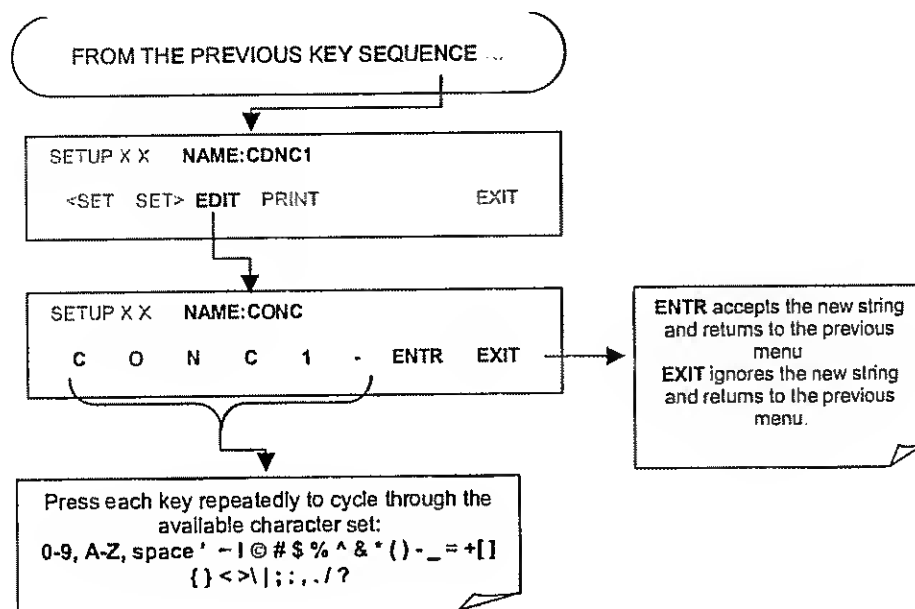 FROM THE PREVIOUS KEY SEQUENCE ...
SETUP X X NAME:CDNC1
<SET SET> EDIT PRINT EXIT
SETUP X X NAME:CONC
C O N C 1 - ENTR EXIT
ENTR accepts the new string
and returns to the previous
menu
EXIT ignores the new string
and returns to the previous
menu.
Press each key repeatedly to cycle through the
available character set:
0-9, A-Z, space ' ~ ! © # $ % ^ & * ( ) - _ = + [ ]
{ } < > \ | ; : , . / ?